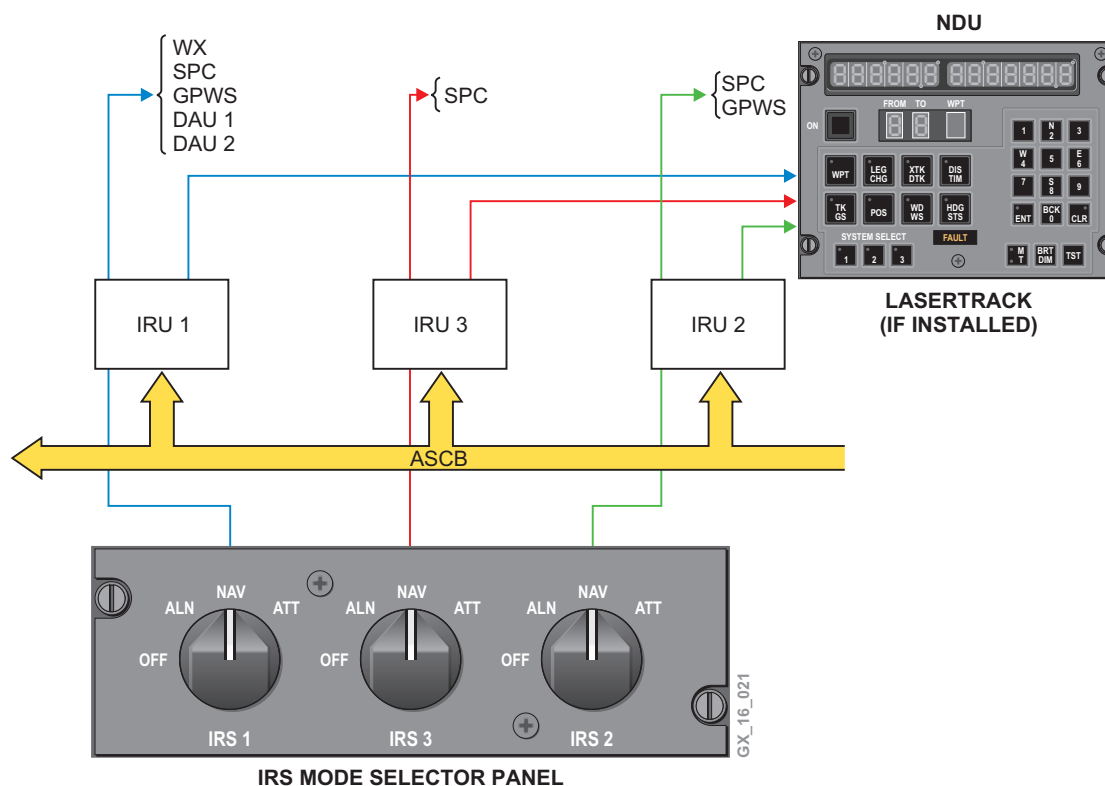 NDU
WX
SPC
GPWS
DAU 1
DAU 2
SPC
SPC
GPWS
FROM TO WPT
ON
1 N 2 3
W 4 5 E 6
7 S 8 9
ENT BCK 0 CLR
WPT LEG CHG XTK DTK DIS TIM
TK GS POS WD WS HDG STS
SYSTEM SELECT FAULT
1 2 3
M T BRT DIM TST
LASERTRACK
(IF INSTALLED)
IRU 1
IRU 3
IRU 2
ASCB
OFF ALN NAV ATT
OFF ALN NAV ATT
OFF ALN NAV ATT
IRS 1 IRS 3 IRS 2
GX_16_021
IRS MODE SELECTOR PANEL